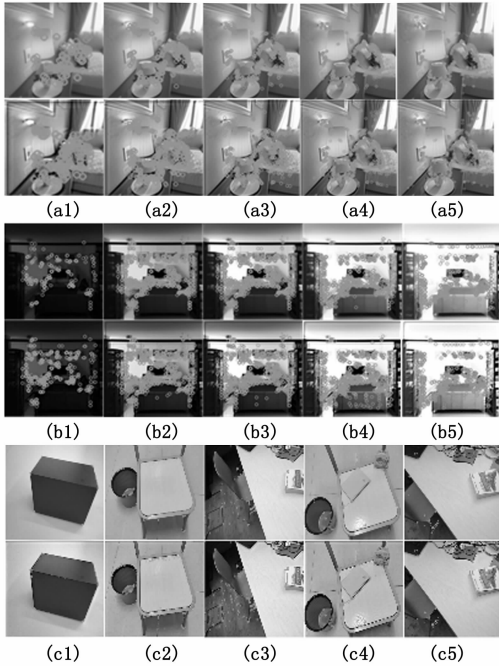 (a1) (a2) (a3) (a4) (a5)
(b1) (b2) (b3) (b4) (b5)
(c1) (c2) (c3) (c4) (c5)